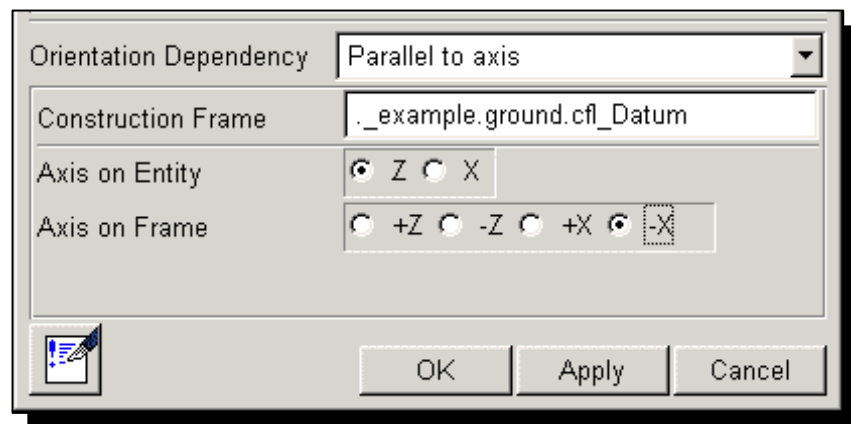 Orientation Dependency Parallel to axis
Construction Frame ._example.ground.cfl_Datum
Axis on Entity Z X
Axis on Frame +Z -Z +X -X
OK Apply Cancel